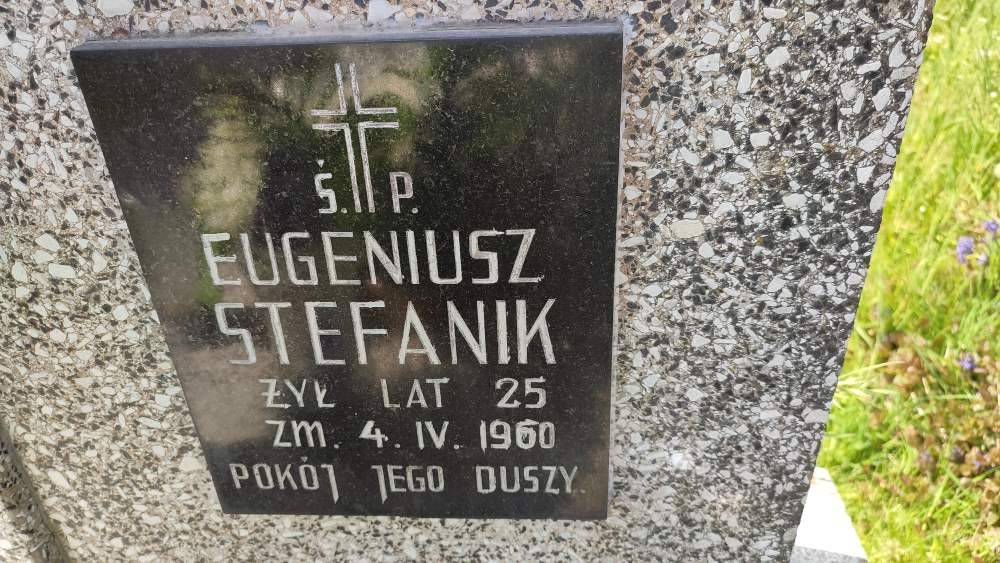 Ś. P.
EUGENIUSZ
STEFANIK
ŻYŁ LAT 25
ZM. 4. IV. 1960
POKÓJ JEGO DUSZY.